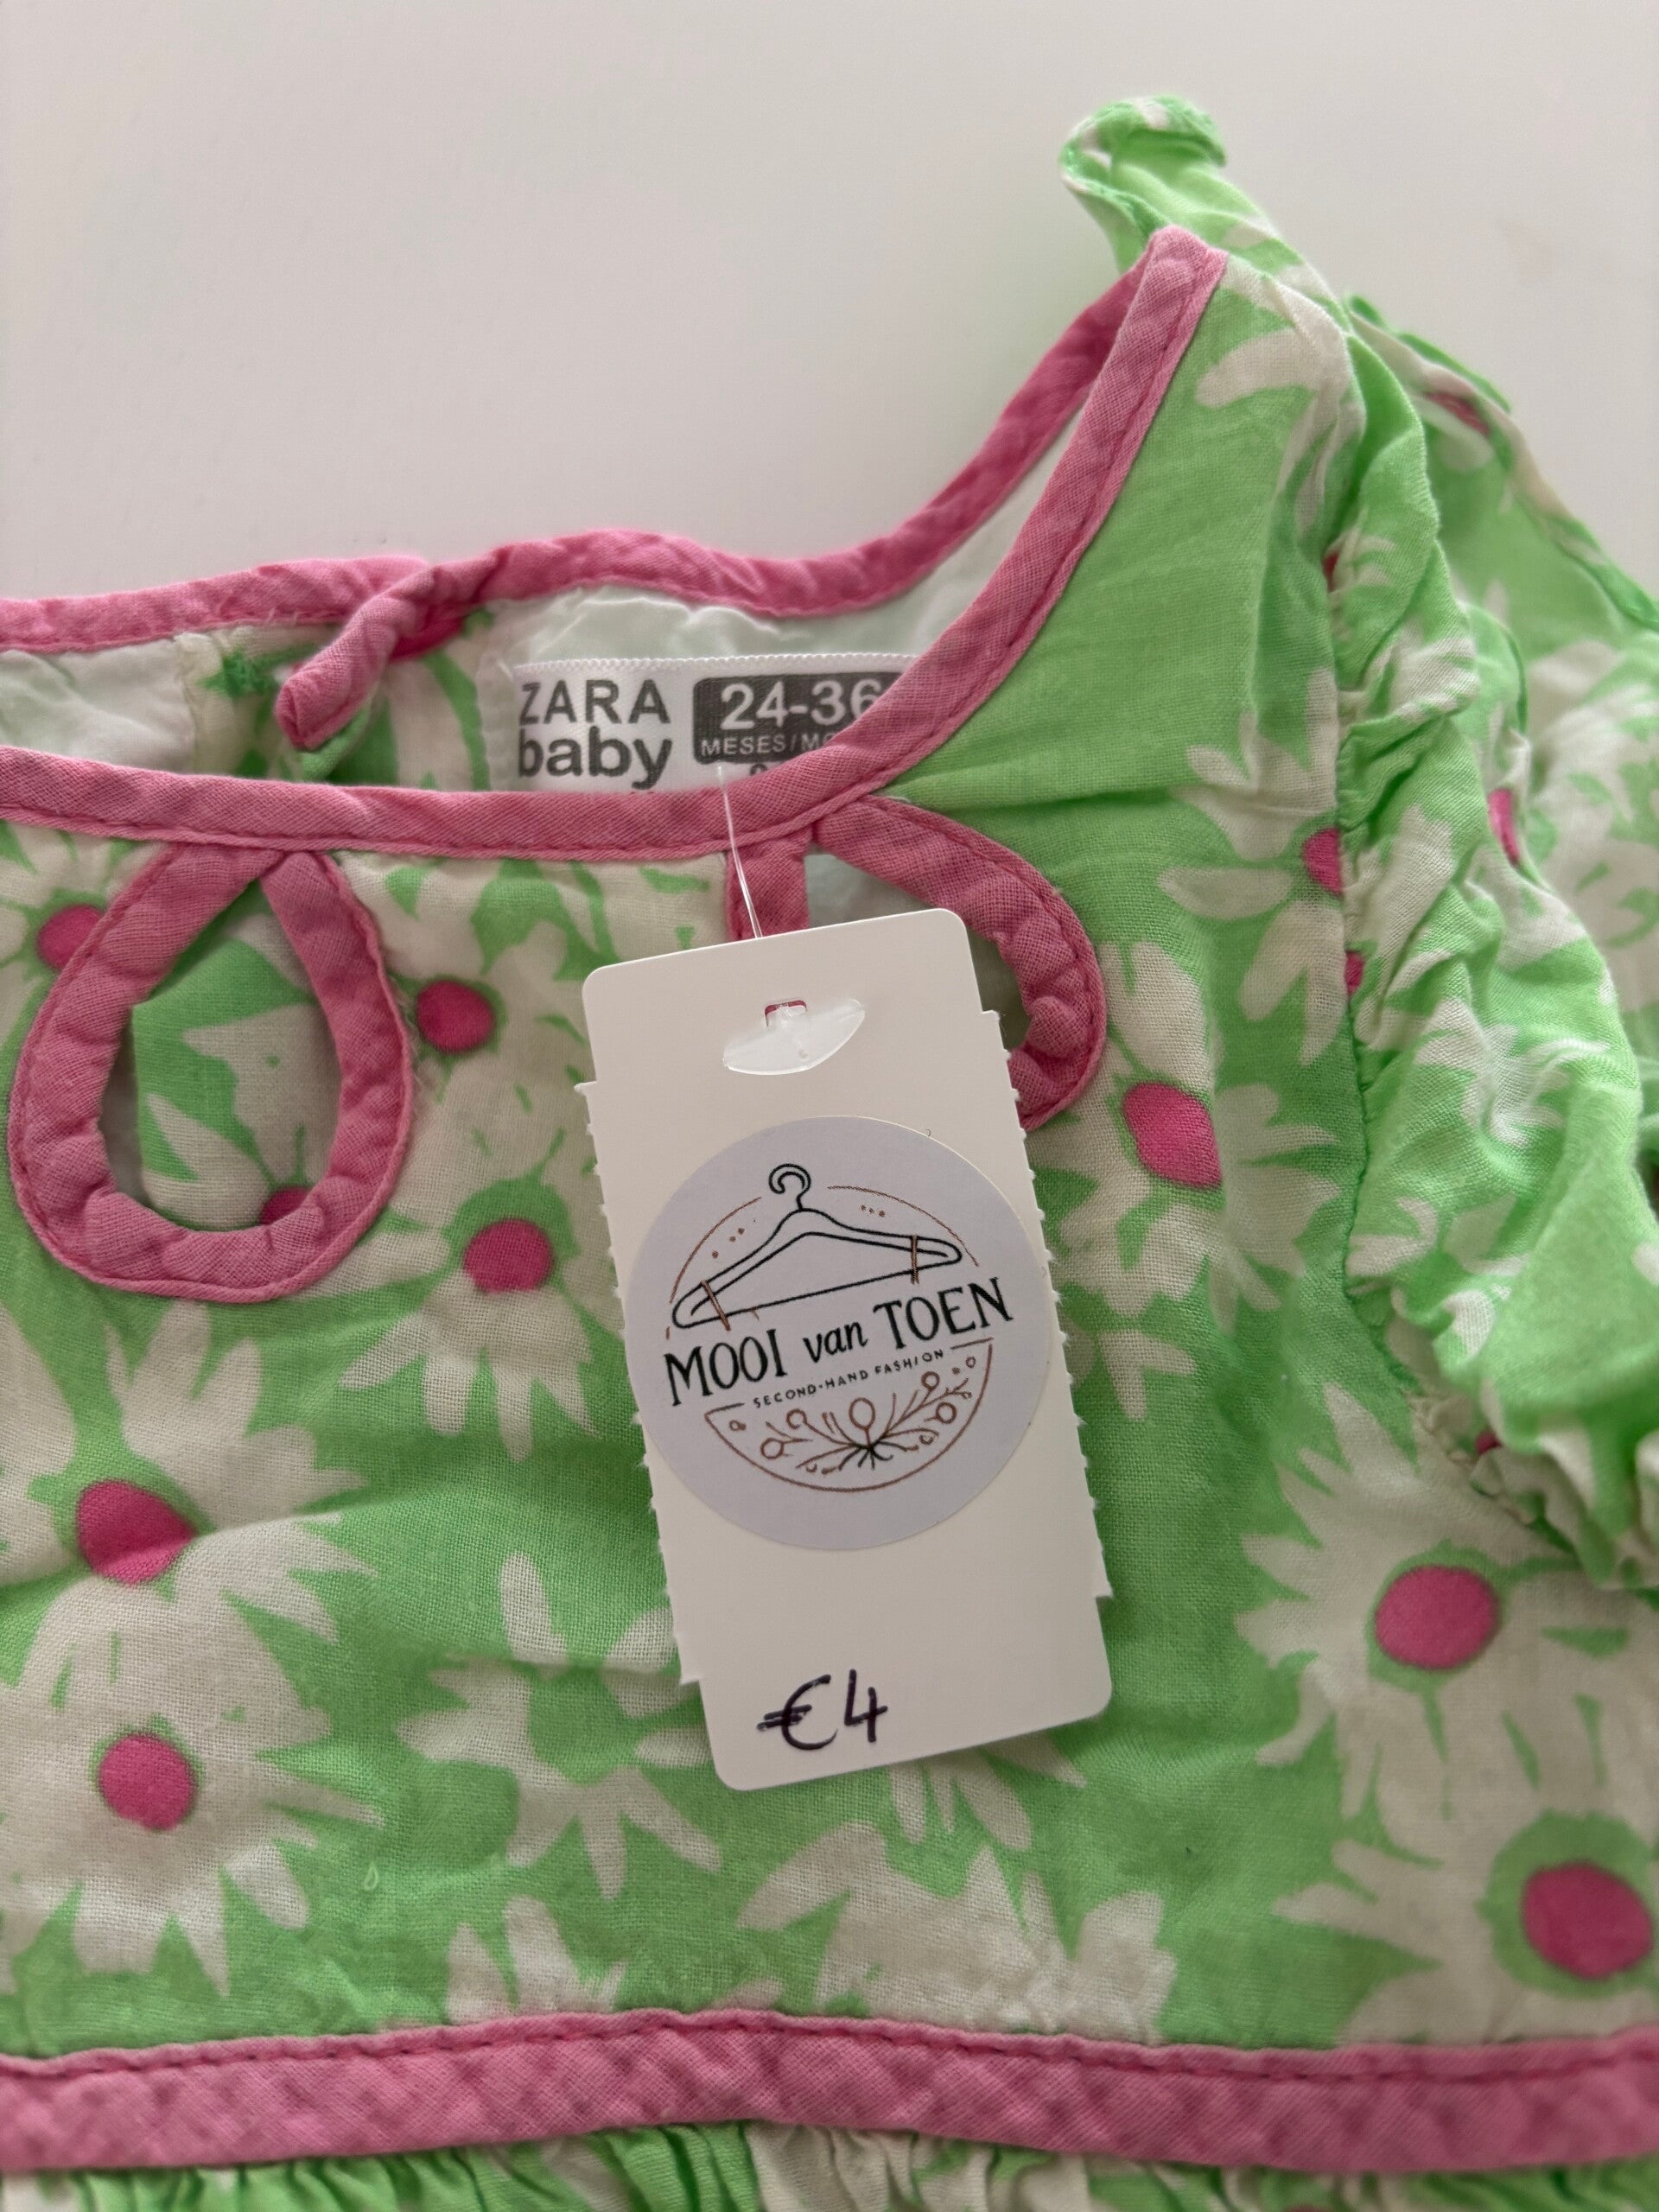 ZARA
baby
24-36
MESES/MO
MOOI van TOEN
SECOND-HAND FASHION
€4